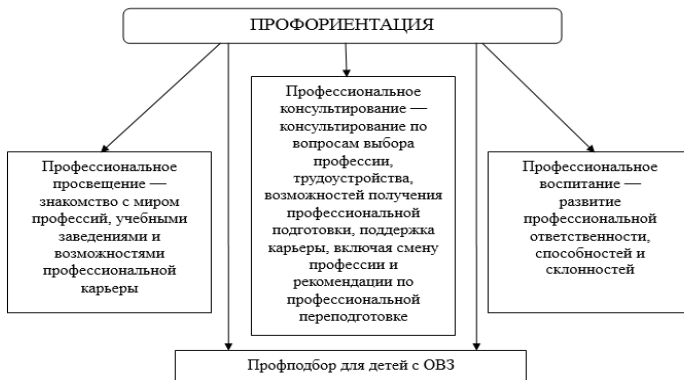 ПРОФОРИЕНТАЦИЯ
Профессиональное
просвещение —
знакомство с миром
профессий, учебными
заведениями и
возможностями
профессиональной
карьеры
Профессиональное
консультирование —
консультирование по
вопросам выбора
профессии,
трудоустройства,
возможностей получения
профессиональной
подготовки, поддержка
карьеры, включая смену
профессии и
рекомендации по
профессиональной
переподготовке
Профессиональное
воспитание —
развитие
профессиональной
ответственности,
способностей и
склонностей
Профподбор для детей с ОВЗ